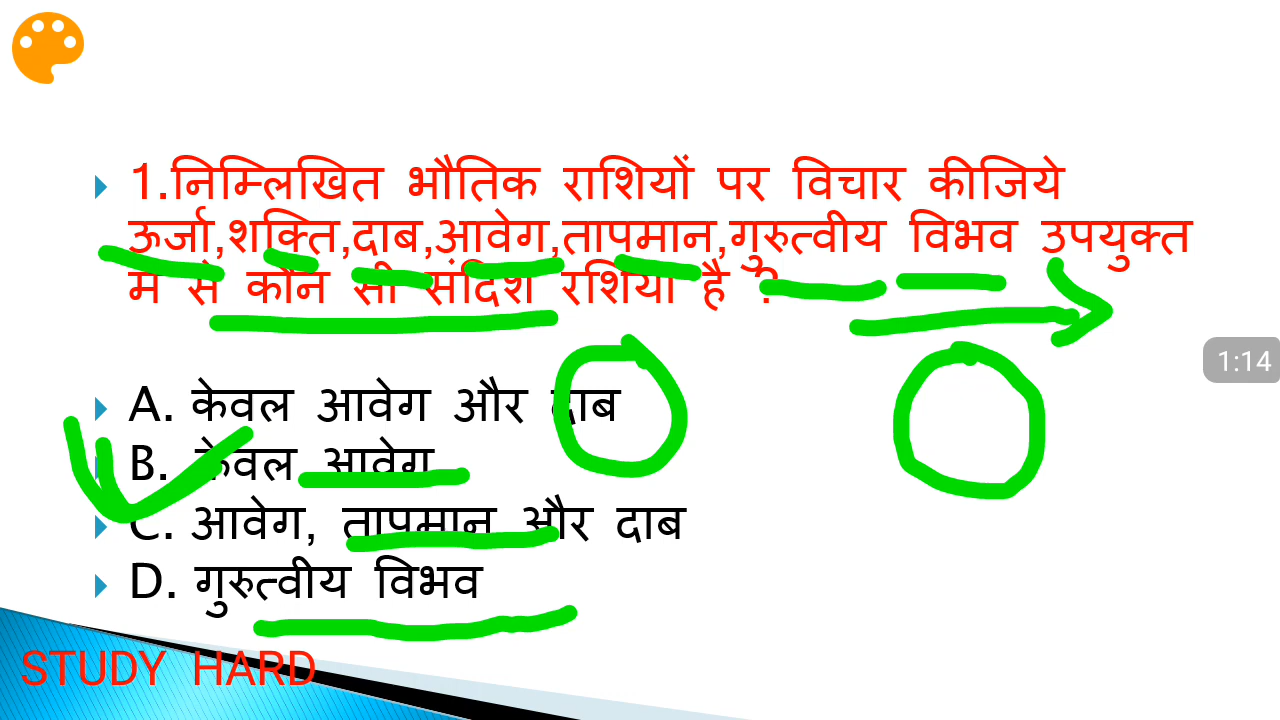 1.निम्लिखित भौतिक राशियों पर विचार कीजिये
ऊर्जा,शक्ति,दाब,आवेग,तापमान,गुरुत्वीय विभव उपयुक्त
में से कौन सी संदिश रशिया है ?
A. केवल आवेग और दाब
B. केवल आवेग
C. आवेग, तापमान और दाब
D. गुरुत्वीय विभव
STUDY HARD
1:14